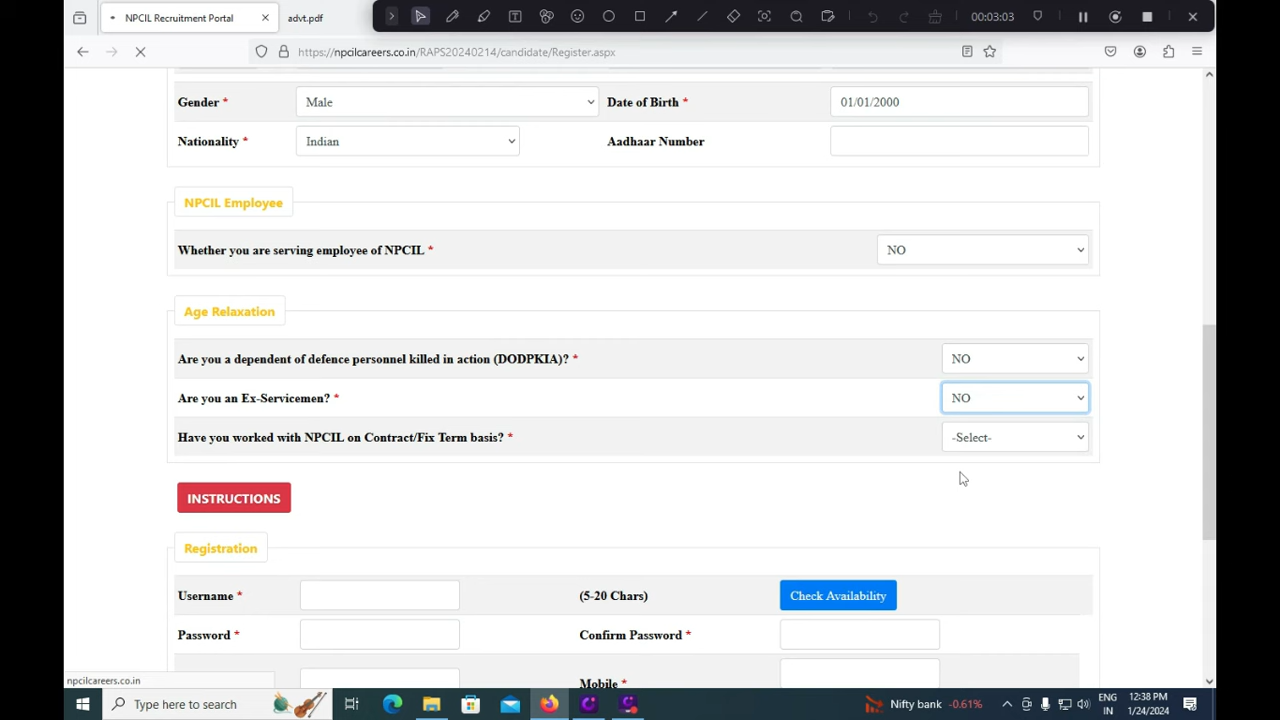 NPCIL Recruitment Portal
advt.pdf
00:03:03
https://npcilcareers.co.in/RAPS20240214/candidate/Register.aspx
Gender * Male Date of Birth * 01/01/2000
Nationality * Indian Aadhaar Number
NPCIL Employee
Whether you are serving employee of NPCIL * NO
Age Relaxation
Are you a dependent of defence personnel killed in action (DODPKIA)? * NO
Are you an Ex-Servicemen? * NO
Have you worked with NPCIL on Contract/Fix Term basis? * -Select-
INSTRUCTIONS
Registration
Username * (5-20 Chars) Check Availability
Password * Confirm Password *
Mobile *
npcilcareers.co.in
Type here to search
Nifty bank -0.61%
ENG
IN
12:38 PM
1/24/2024